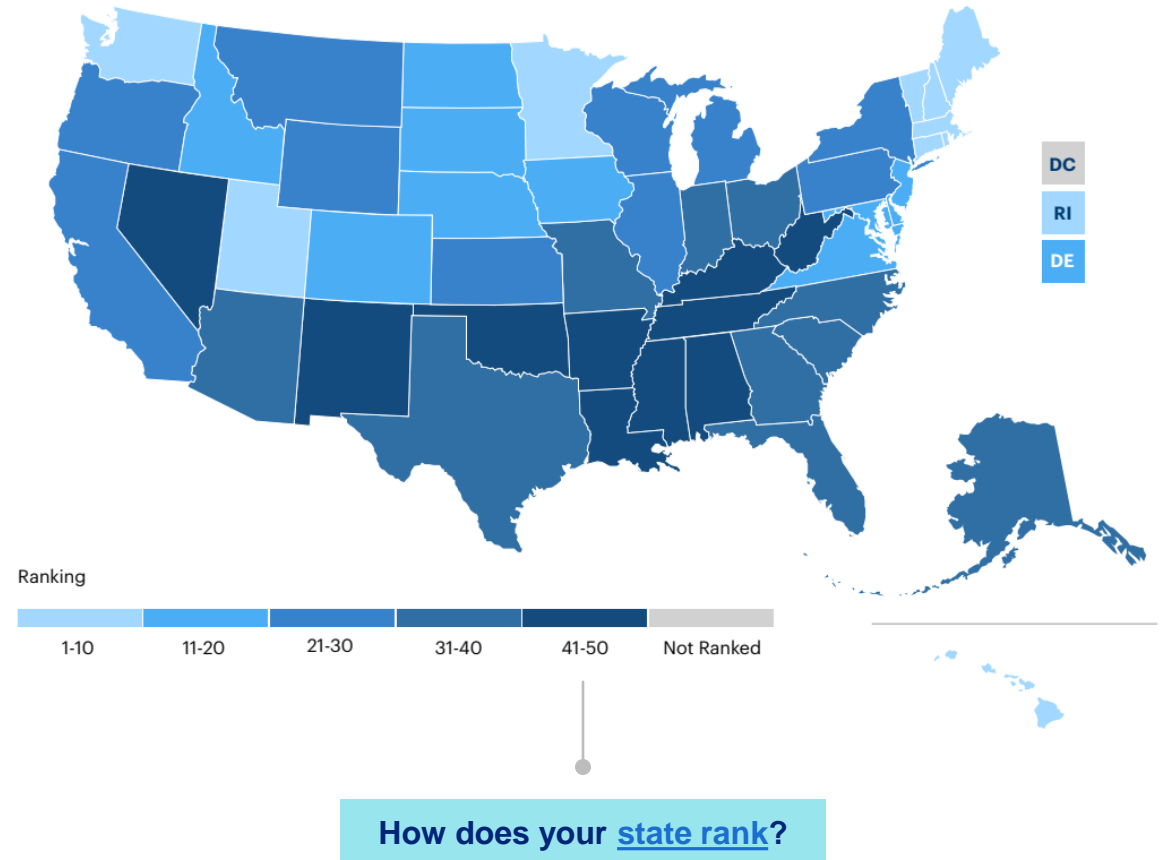 DC
RI
DE
Ranking
1-10 11-20 21-30 31-40 41-50 Not Ranked
How does your state rank?